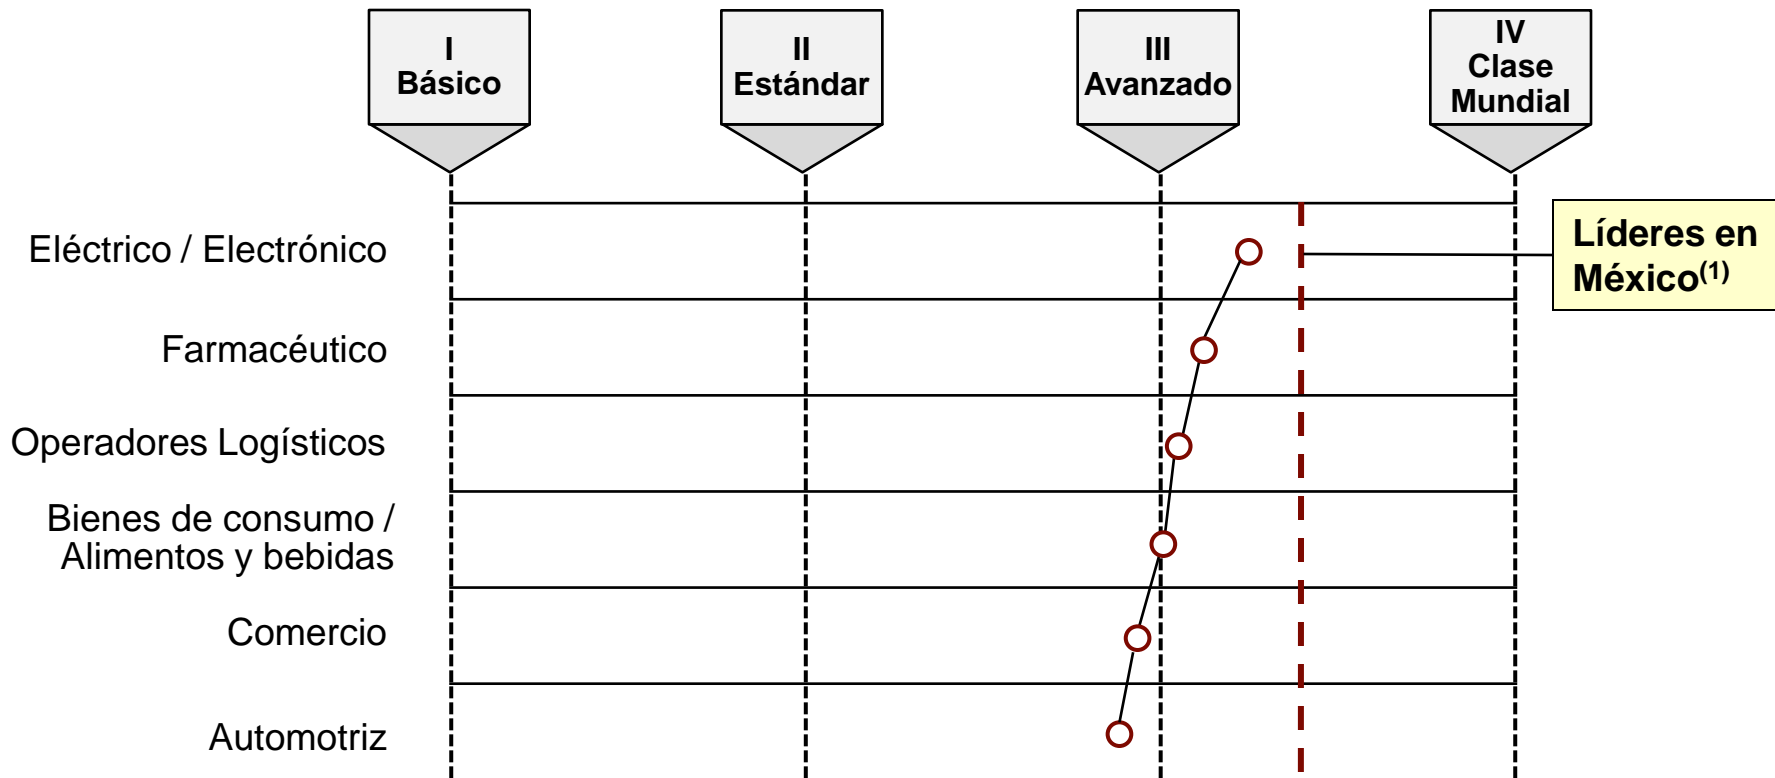 I
Básico
II
Estándar
III
Avanzado
IV
Clase
Mundial
Eléctrico / Electrónico
Líderes en
México(1)
Farmacéutico
Operadores Logísticos
Bienes de consumo /
Alimentos y bebidas
Comercio
Automotriz